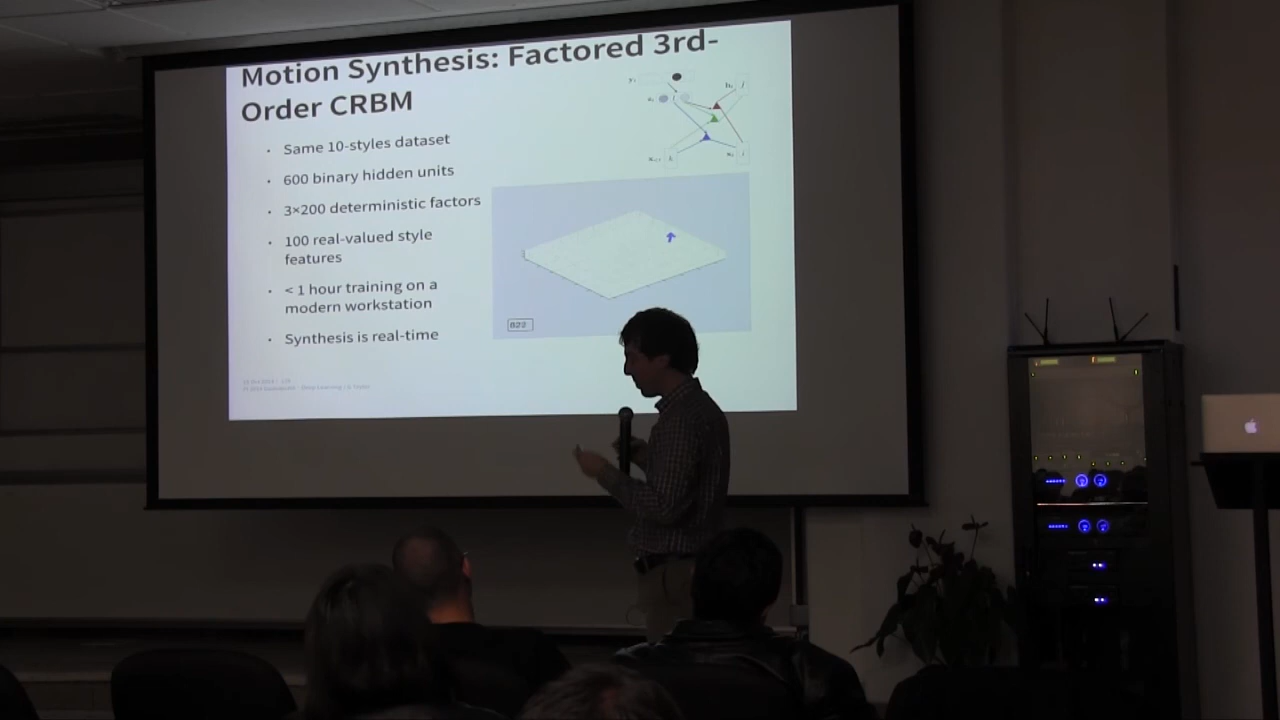 Motion Synthesis: Factored 3rd-
Order CRBM
· Same 10-styles dataset
· 600 binary hidden units
· 3×200 deterministic factors
· 100 real-valued style
features
· < 1 hour training on a
modern workstation
· Synthesis is real-time